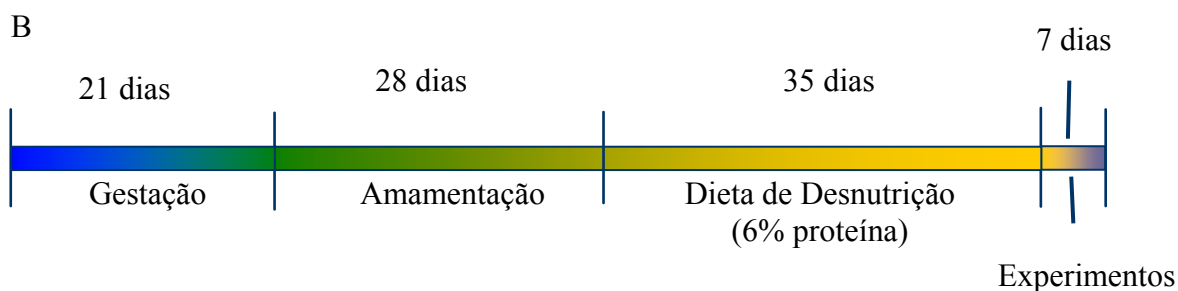 B
7 dias
21 dias
28 dias
35 dias
Gestação
Amamentação
Dieta de Desnutrição
(6% proteína)
Experimentos